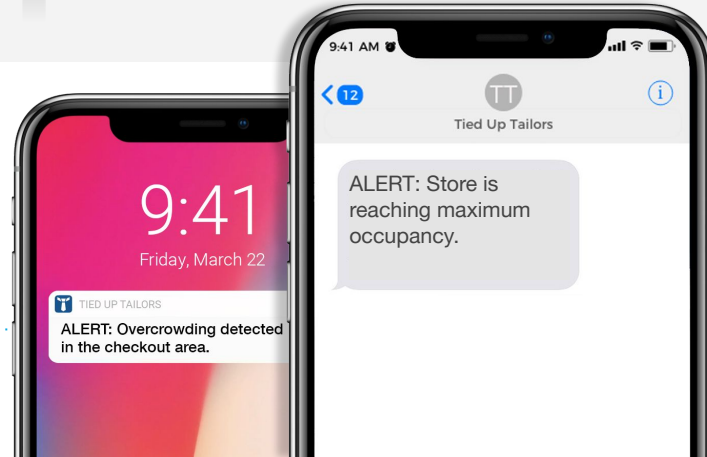 9:41
Friday, March 22
TIED UP TAILORS
ALERT: Overcrowding detected
in the checkout area.
9:41 AM
12
TT
i
Tied Up Tailors
ALERT: Store is
reaching maximum
occupancy.